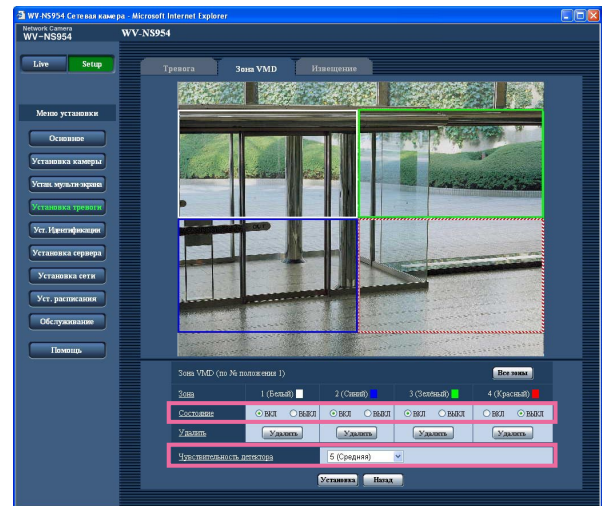 WV-NS954 Сетевая камера - Microsoft Internet Explorer
Network Camera
WV-NS954
WV-NS954
Live Setup
Тревога Зона VMD Извещение
Меню установки
Основное
Установка камеры
Устан. мульти-экрана
Установка тревоги
Уст. Идентификации
Установка сервера
Установка сети
Уст. расписания
Обслуживание
Помощь
Зона VMD (по № положения 1) Все зоны
Зона 1 (Белый) 2 (Синий) 3 (Зелёный) 4 (Красный)
Состояние ВКЛ ВЫКЛ ВКЛ ВЫКЛ ВКЛ ВЫКЛ ВКЛ ВЫКЛ
Удалить Удалить Удалить Удалить Удалить
Чувствительность детектора 5 (Средняя)
Установка Назад